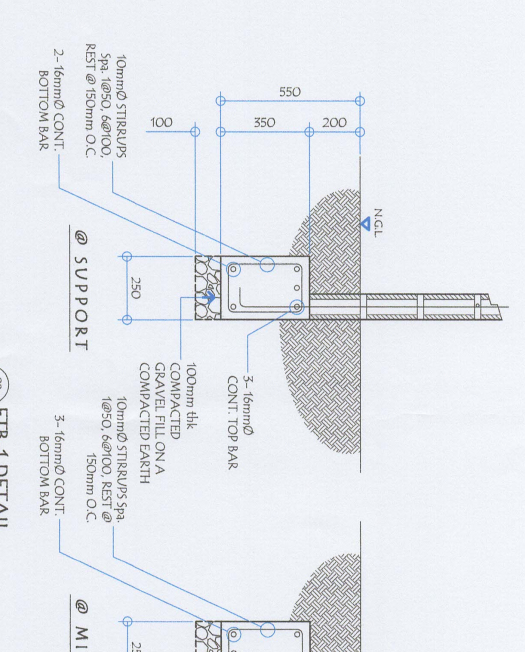 550
350
200
100
N.G.L
10mmØ STIRRUPS
Spa. 1@50, 6@100,
REST @ 150mm O.C.
2-16mmØ CONT.
BOTTOM BAR
250
3-16mmØ
CONT. TOP BAR
100mm thk
COMPACTED
GRAVEL FILL ON A
COMPACTED EARTH
@ SUPPORT
10mmØ STIRRUPS Spa.
1@50, 6@100, REST @
150mm O.C.
3-16mmØ CONT.
BOTTOM BAR
@ MI
FTB-1 DETAIL